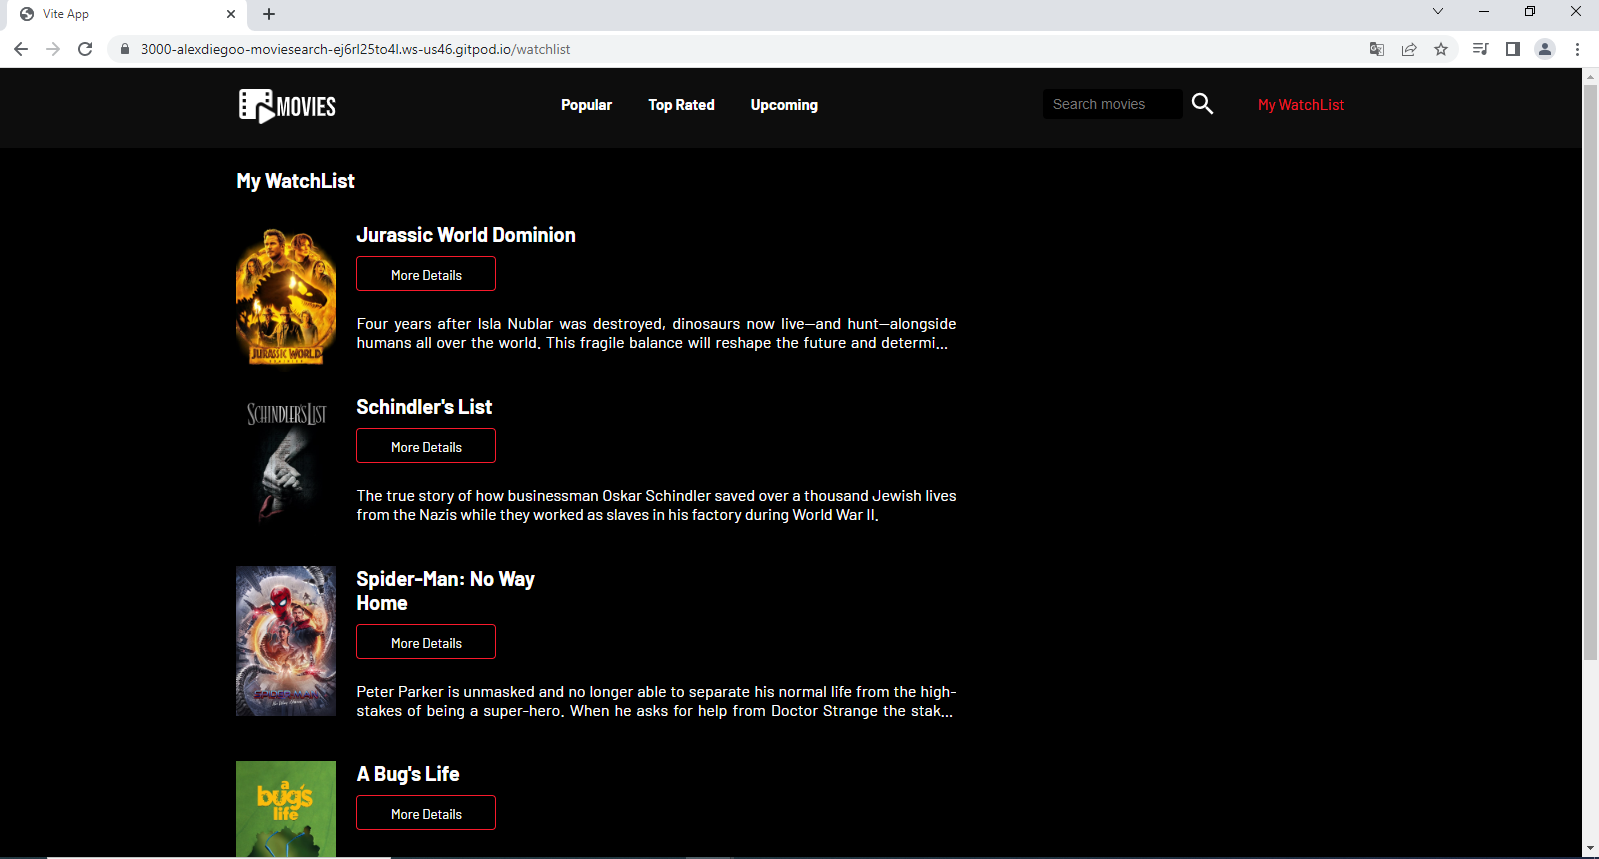 Vite App
3000-alexdiegoo-moviesearch-ej6rl25to4l.ws-us46.gitpod.io/watchlist
MOVIES
Popular
Top Rated
Upcoming
Search movies
My WatchList
My WatchList
Jurassic World Dominion
More Details
Four years after Isla Nublar was destroyed, dinosaurs now live—and hunt—alongside
humans all over the world. This fragile balance will reshape the future and determi...
JURASSIC WORLD
SCHINDLER'S LIST
Schindler's List
More Details
The true story of how businessman Oskar Schindler saved over a thousand Jewish lives
from the Nazis while they worked as slaves in his factory during World War II.
Spider-Man: No Way
Home
More Details
Peter Parker is unmasked and no longer able to separate his normal life from the high-
stakes of being a super-hero. When he asks for help from Doctor Strange the stak...
SPIDER-MAN
a
bug's
life
A Bug's Life
More Details